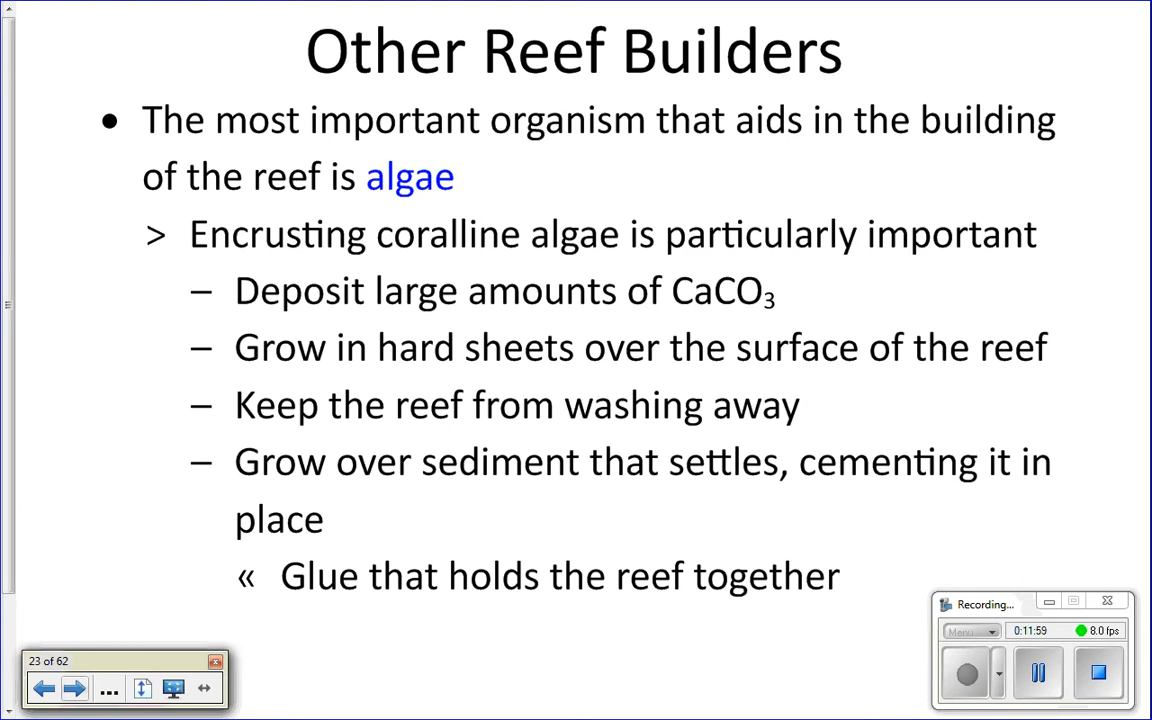 Other Reef Builders
• The most important organism that aids in the building
of the reef is algae
> Encrusting coralline algae is particularly important
– Deposit large amounts of CaCO₃
– Grow in hard sheets over the surface of the reef
– Keep the reef from washing away
– Grow over sediment that settles, cementing it in
place
« Glue that holds the reef together
Recording...
Menu
0:11:59
8.0 fps
23 of 62
...